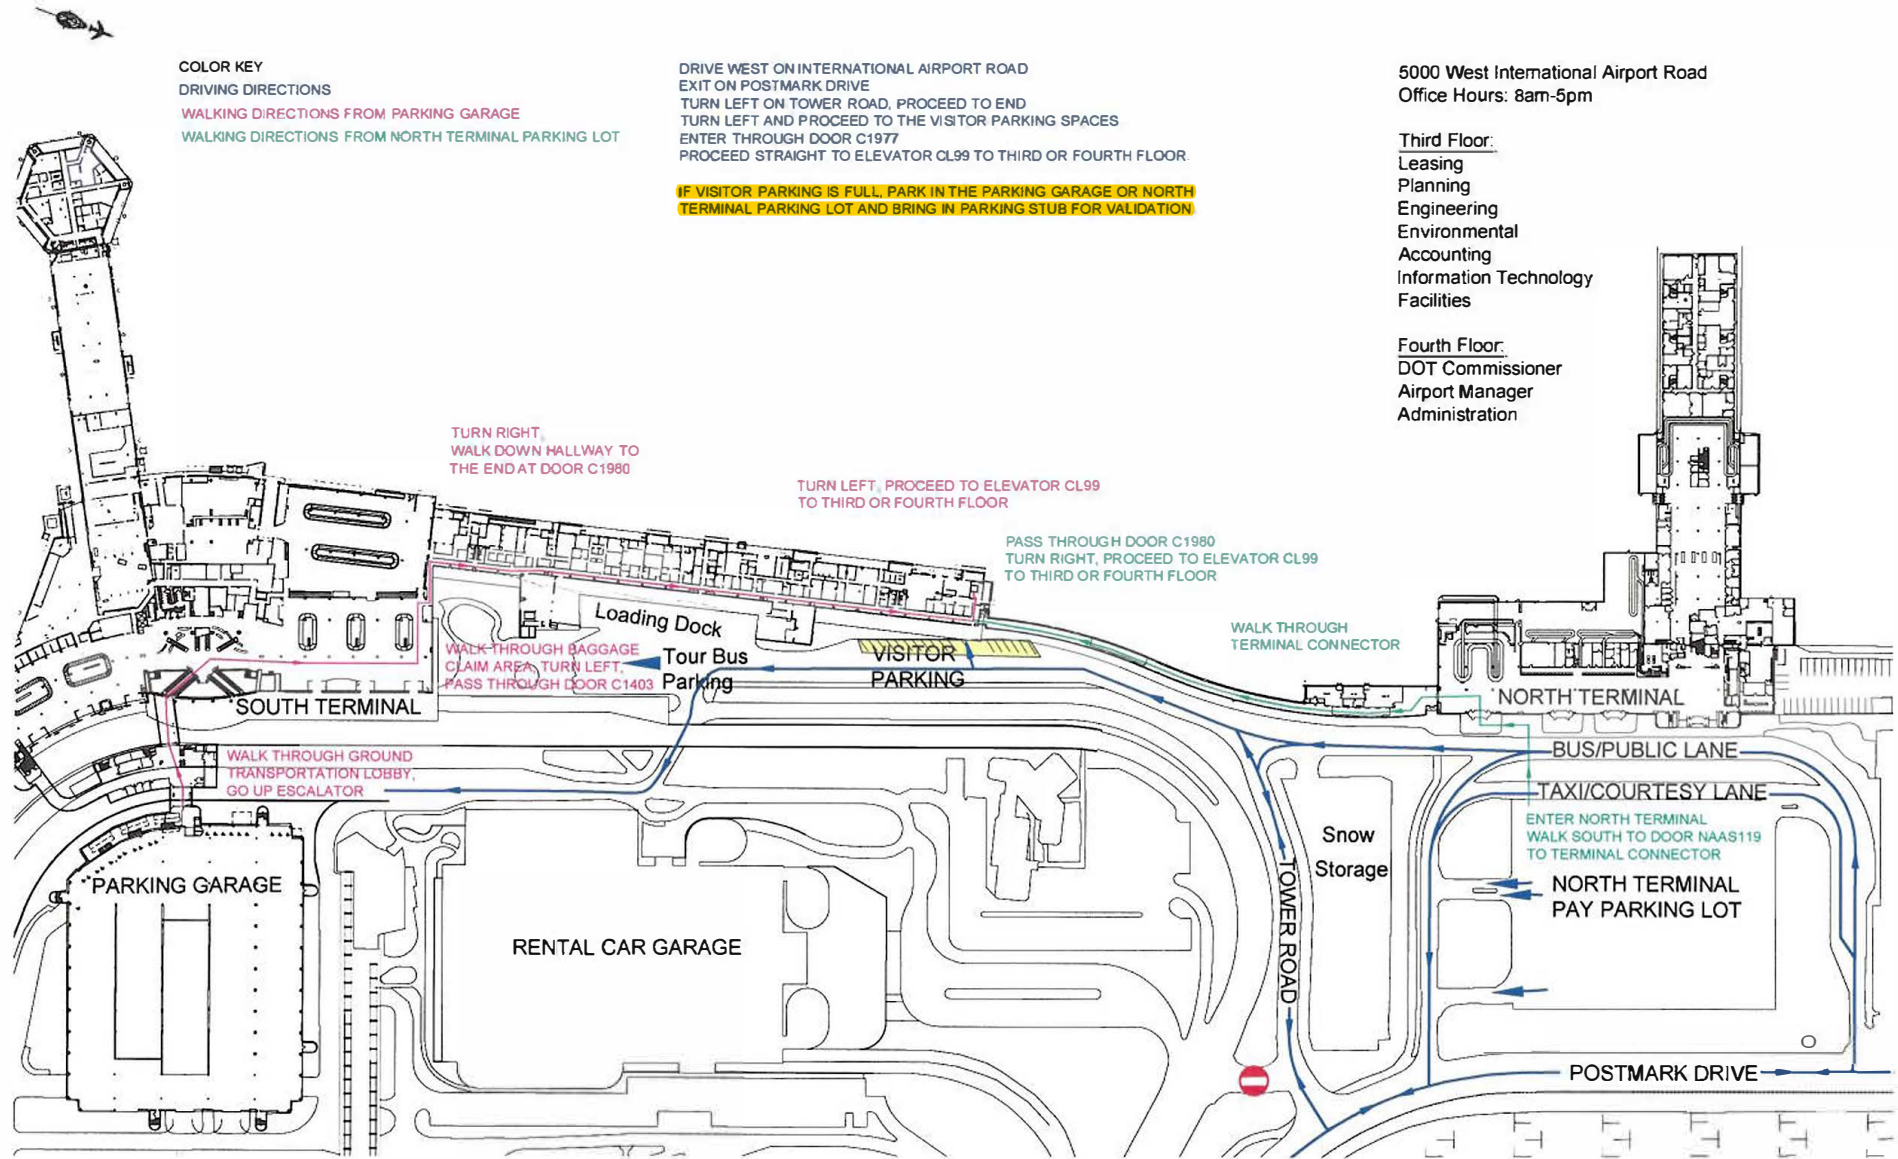 COLOR KEY
DRIVING DIRECTIONS
WALKING DIRECTIONS FROM PARKING GARAGE
WALKING DIRECTIONS FROM NORTH TERMINAL PARKING LOT
DRIVE WEST ON INTERNATIONAL AIRPORT ROAD
EXIT ON POSTMARK DRIVE
TURN LEFT ON TOWER ROAD, PROCEED TO END
TURN LEFT AND PROCEED TO THE VISITOR PARKING SPACES
ENTER THROUGH DOOR C1977
PROCEED STRAIGHT TO ELEVATOR CL99 TO THIRD OR FOURTH FLOOR
IF VISITOR PARKING IS FULL, PARK IN THE PARKING GARAGE OR NORTH
TERMINAL PARKING LOT AND BRING IN PARKING STUB FOR VALIDATION
5000 West International Airport Road
Office Hours: 8am-5pm
Third Floor:
Leasing
Planning
Engineering
Environmental
Accounting
Information Technology
Facilities
Fourth Floor:
DOT Commissioner
Airport Manager
Administration
TURN RIGHT,
WALK DOWN HALLWAY TO
THE END AT DOOR C1980
TURN LEFT, PROCEED TO ELEVATOR CL99
TO THIRD OR FOURTH FLOOR
PASS THROUGH DOOR C1980
TURN RIGHT, PROCEED TO ELEVATOR CL99
TO THIRD OR FOURTH FLOOR
WALK THROUGH
TERMINAL CONNECTOR
Loading Dock
WALK THROUGH BAGGAGE
CLAIM AREA, TURN LEFT,
PASS THROUGH DOOR C1403
Tour Bus
Parking
VISITOR
PARKING
SOUTH TERMINAL
NORTH TERMINAL
WALK THROUGH GROUND
TRANSPORTATION LOBBY,
GO UP ESCALATOR
BUS/PUBLIC LANE
TAXI/COURTESY LANE
ENTER NORTH TERMINAL
WALK SOUTH TO DOOR NAAS119
TO TERMINAL CONNECTOR
Snow
Storage
TOWER ROAD
NORTH TERMINAL
PAY PARKING LOT
PARKING GARAGE
RENTAL CAR GARAGE
POSTMARK DRIVE